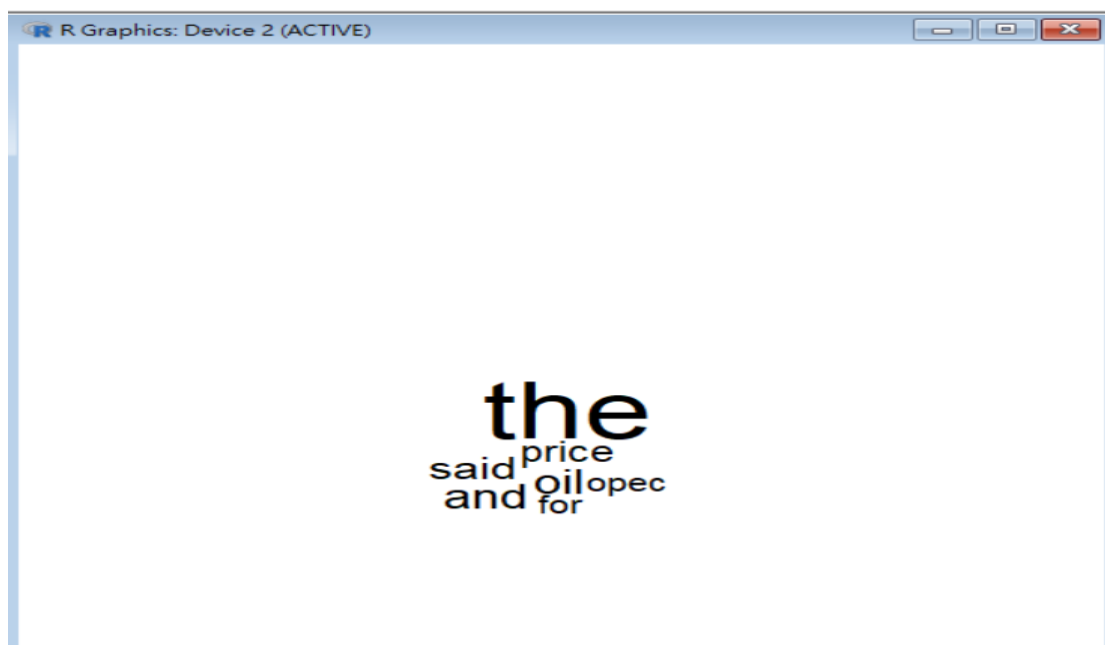 R Graphics: Device 2 (ACTIVE)
the
price
said
oil
opec
and
for